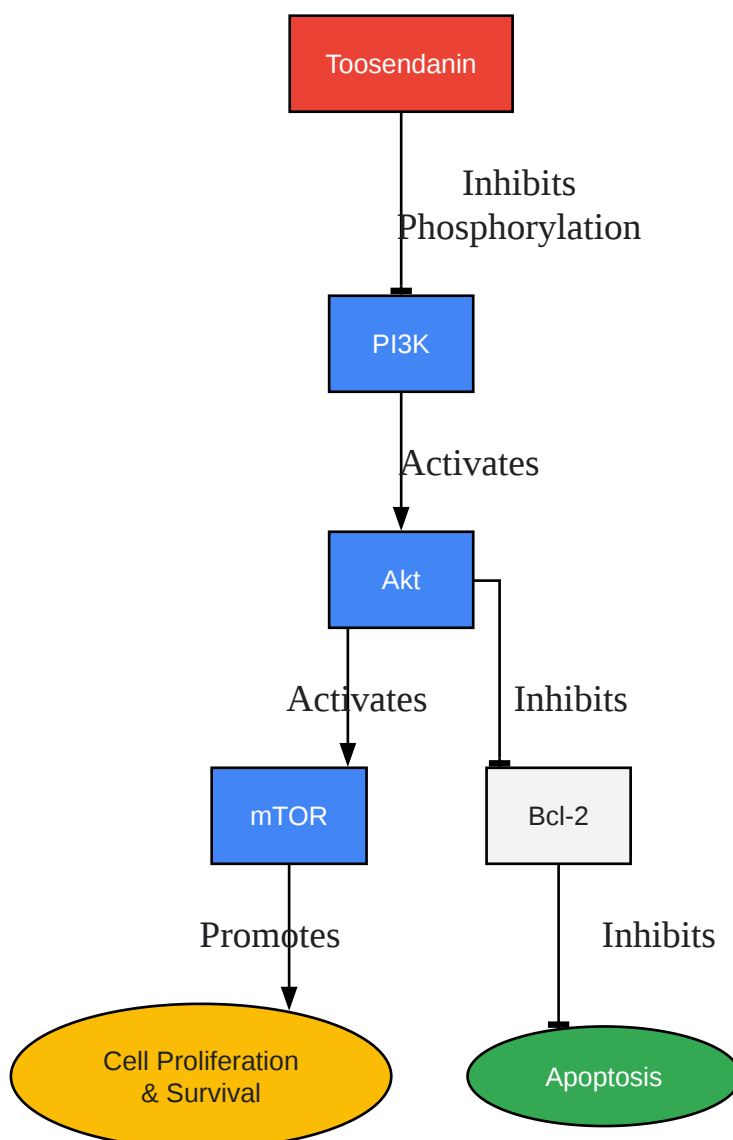 Toosendanin
Inhibits
Phosphorylation
PI3K
Activates
Akt
Activates
Inhibits
mTOR
Bcl-2
Promotes
Inhibits
Cell Proliferation
& Survival
Apoptosis